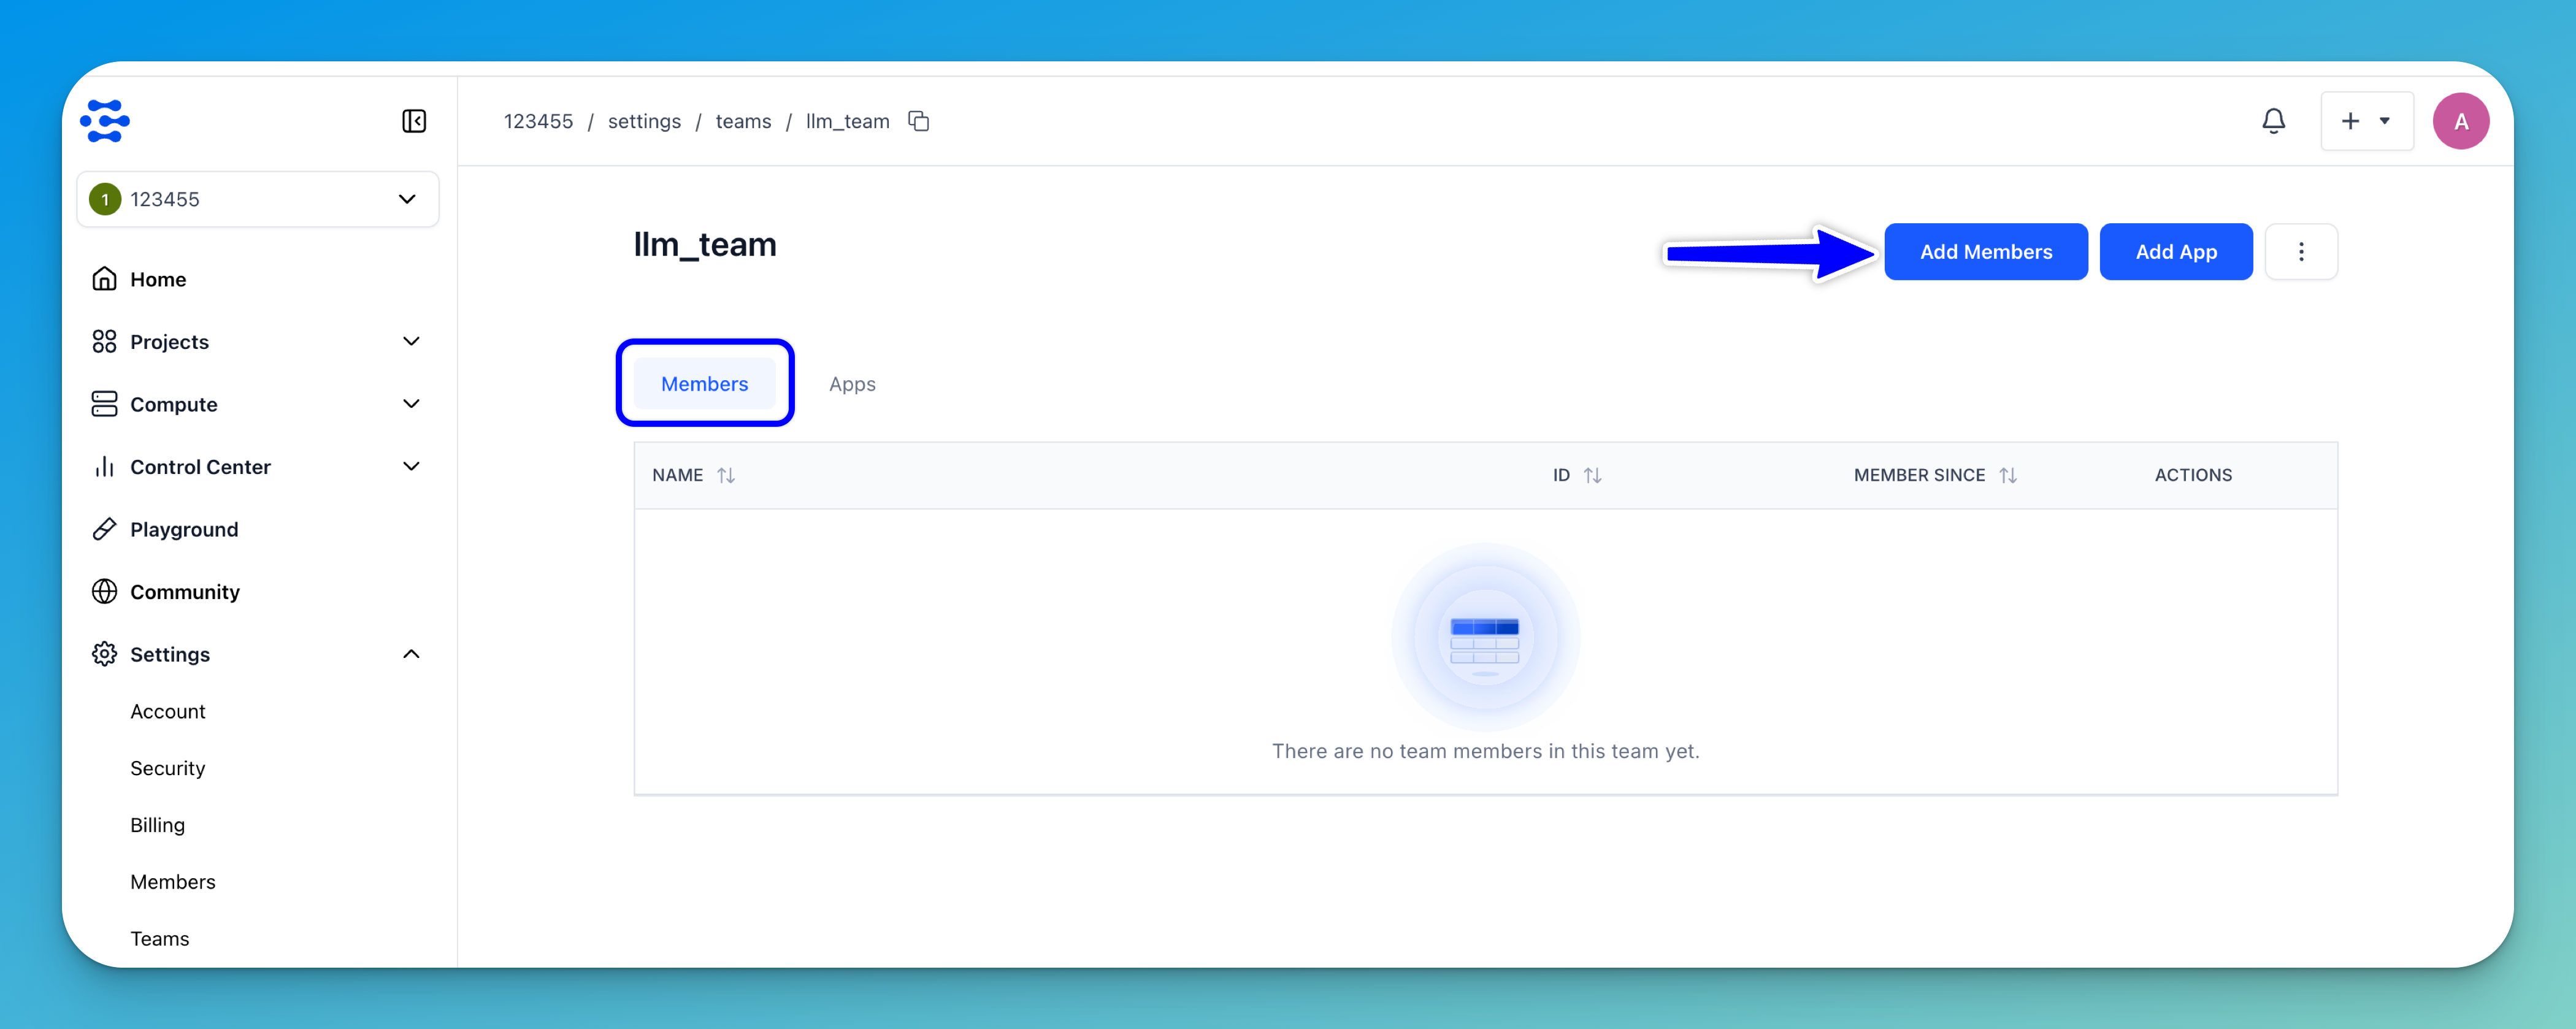 123455 / settings / teams / llm_team
A
1 123455
Home
Projects
Compute
Control Center
Playground
Community
Settings
Account
Security
Billing
Members
Teams
llm_team
Add Members
Add App
Members
Apps
NAME ID MEMBER SINCE ACTIONS
There are no team members in this team yet.